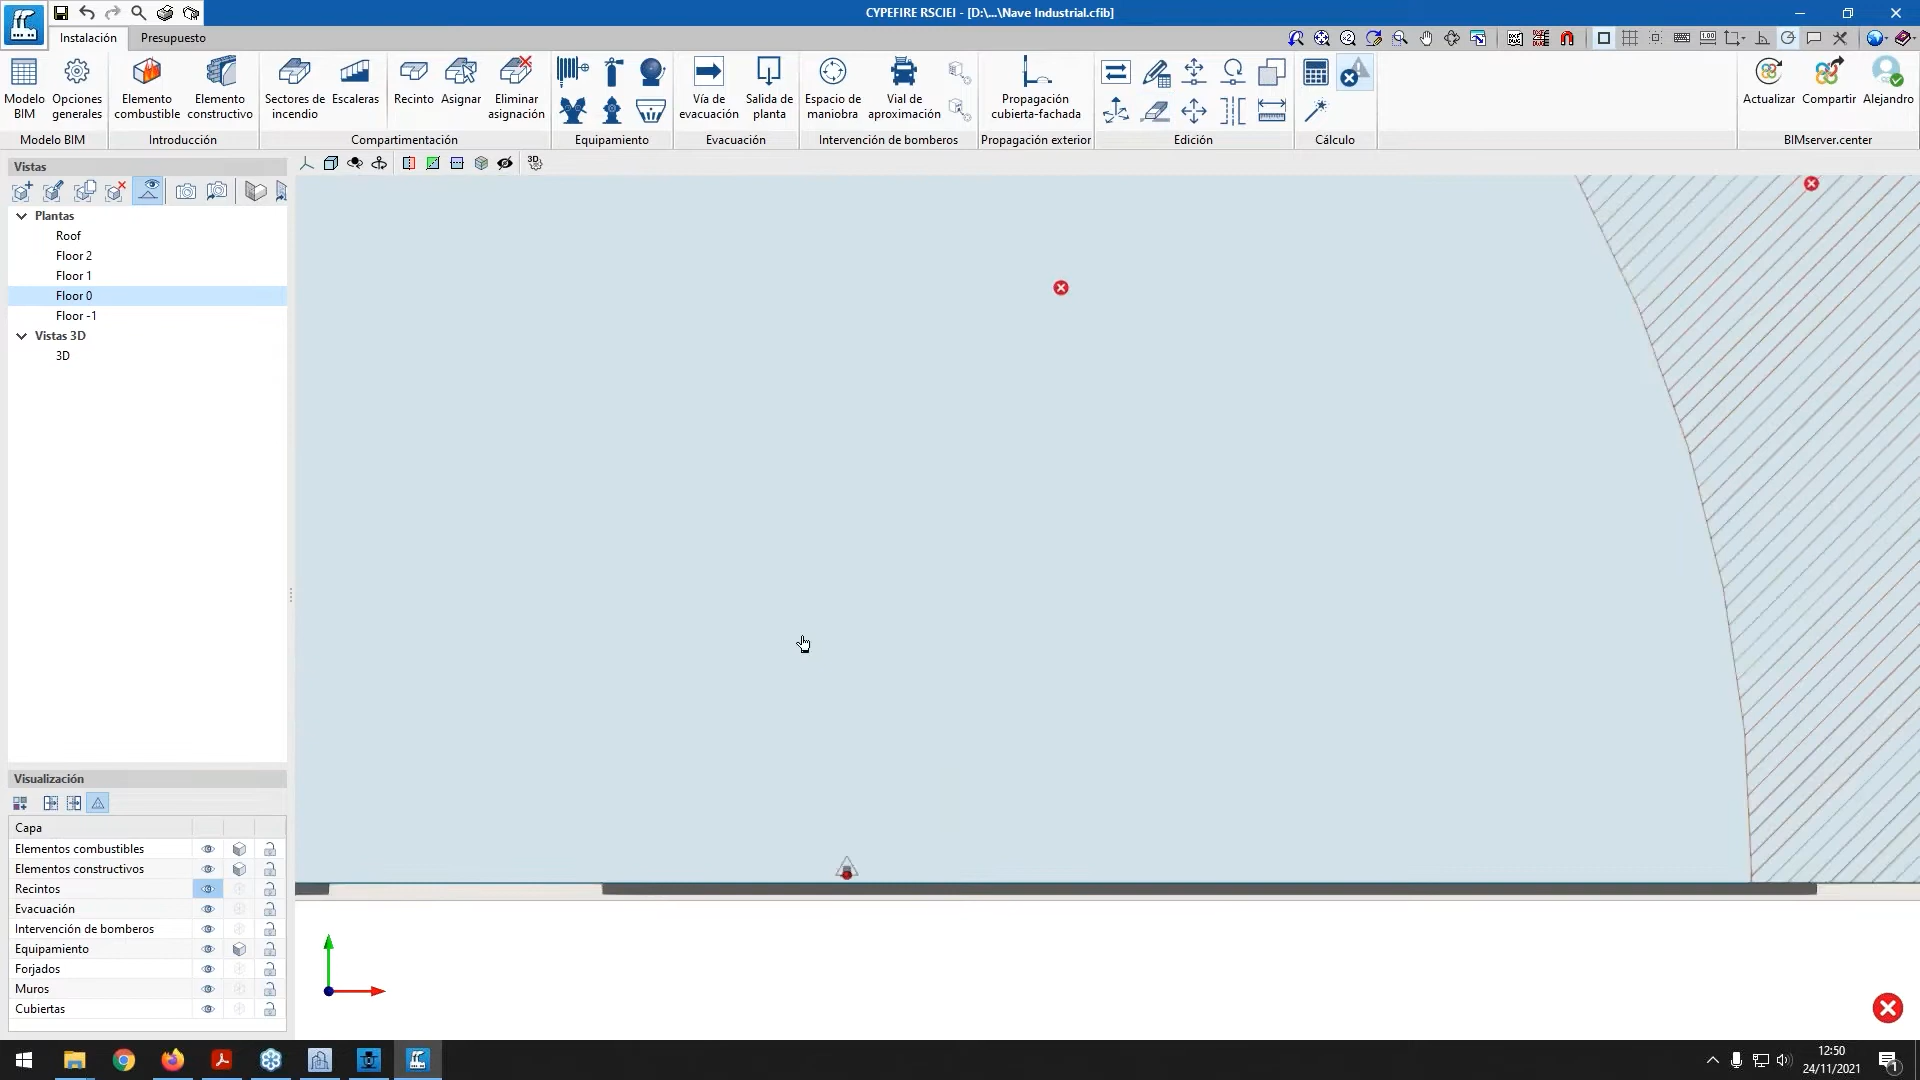 CYPEFIRE RSCIEI - [D:\...\Nave Industrial.cfib]
Instalación
Presupuesto
Modelo BIM
Opciones generales
Elemento combustible
Elemento constructivo
Sectores de incendio
Escaleras
Recinto
Asignar
Eliminar asignación
Vía de evacuación
Salida de planta
Espacio de maniobra
Vial de aproximación
Propagación cubierta-fachada
Actualizar
Compartir
Alejandro
Modelo BIM
Introducción
Compartimentación
Equipamiento
Evacuación
Intervención de bomberos
Propagación exterior
Edición
Cálculo
BIMserver.center
Vistas
Plantas
Roof
Floor 2
Floor 1
Floor 0
Floor -1
Vistas 3D
3D
Visualización
Capa
Elementos combustibles
Elementos constructivos
Recintos
Evacuación
Intervención de bomberos
Equipamiento
Forjados
Muros
Cubiertas
12:50
24/11/2021